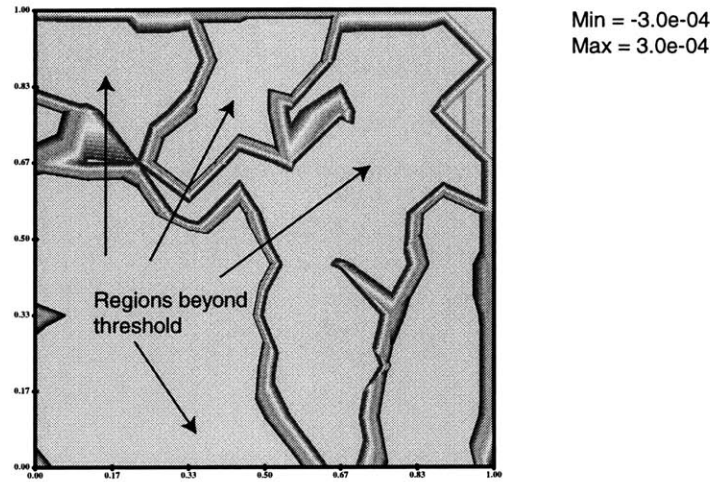 Min = -3.0e-04
Max = 3.0e-04
1.00
0.83
0.67
0.50
0.33
0.17
0.00
Regions beyond
threshold
0.00 0.17 0.33 0.50 0.67 0.83 1.00